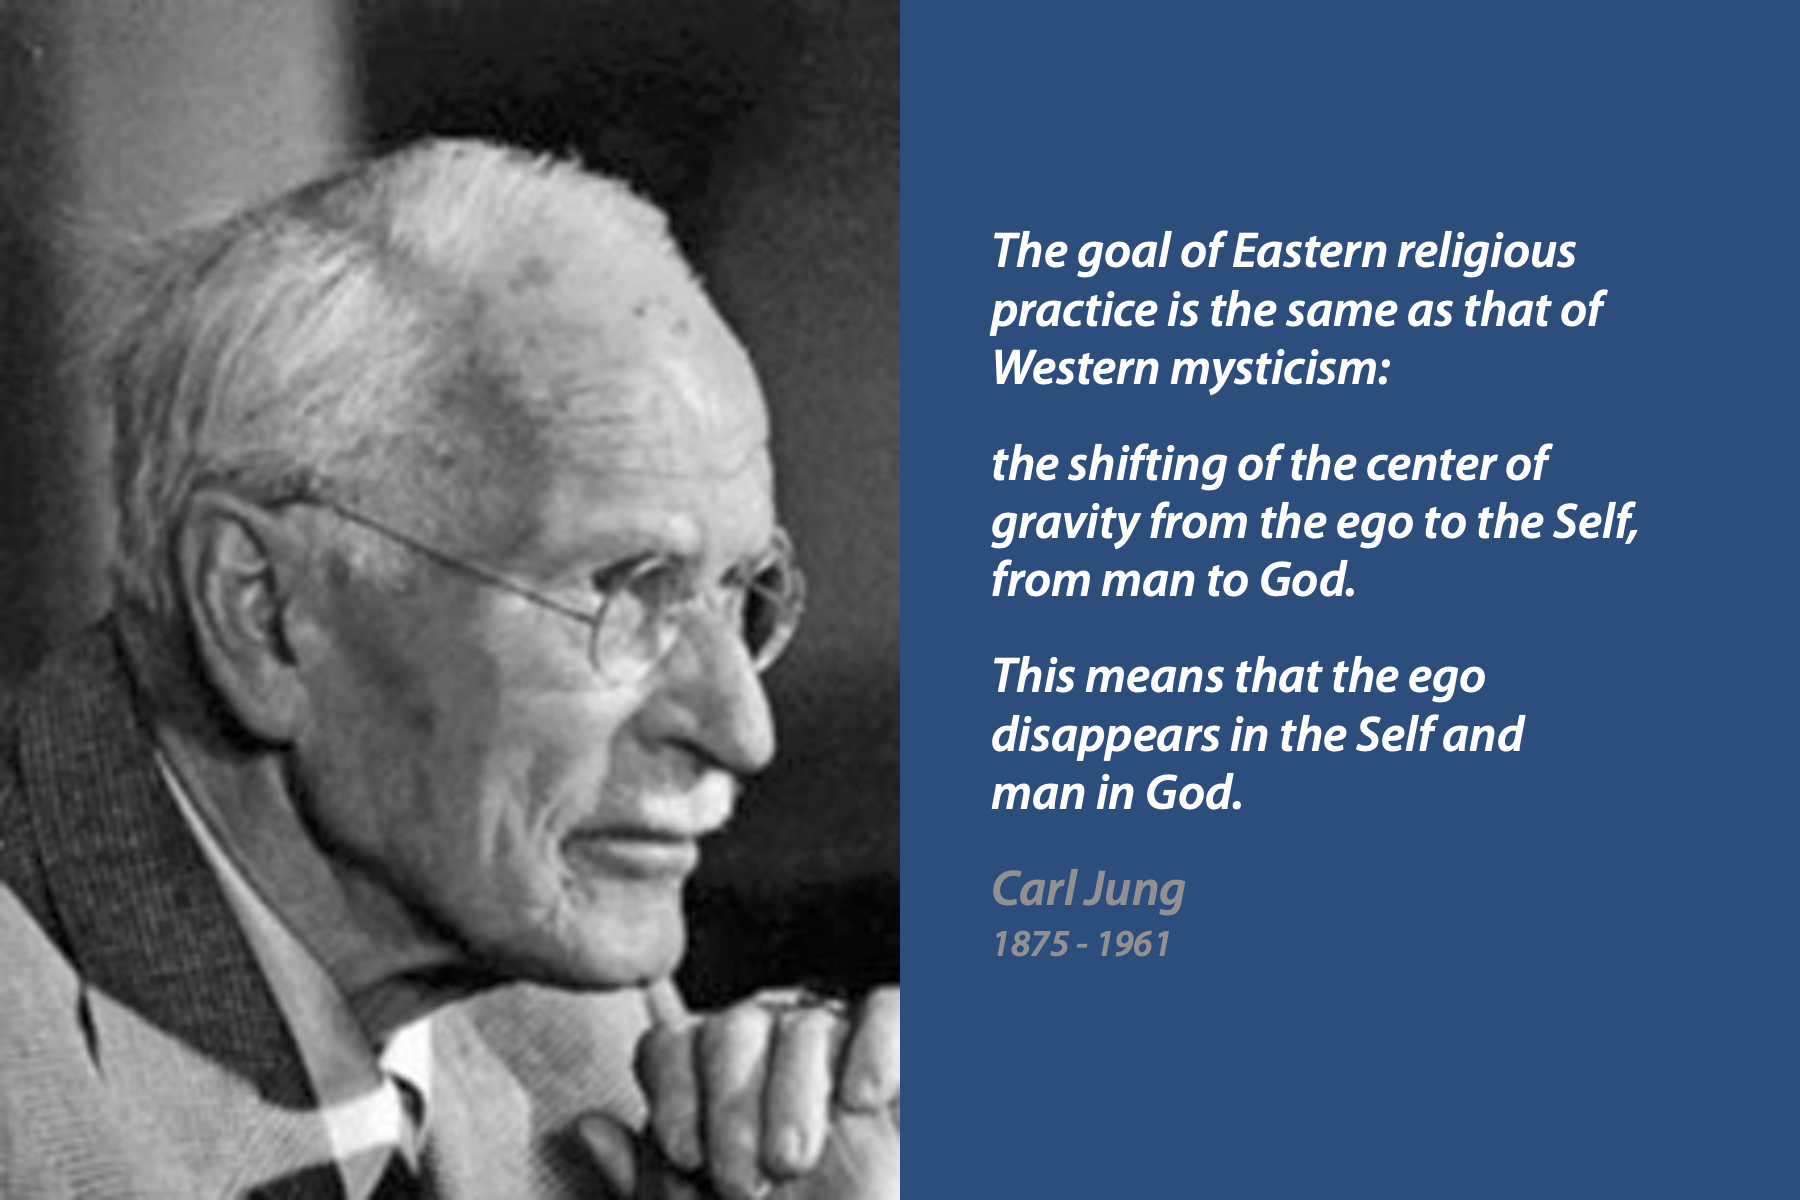 The goal of Eastern religious
practice is the same as that of
Western mysticism:
the shifting of the center of
gravity from the ego to the Self,
from man to God.
This means that the ego
disappears in the Self and
man in God.
Carl Jung
1875 - 1961